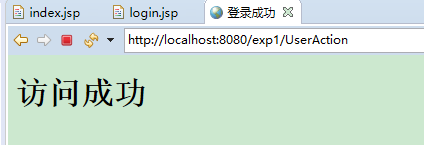 index.jsp login.jsp 登录成功
http://localhost:8080/exp1/UserAction
访问成功